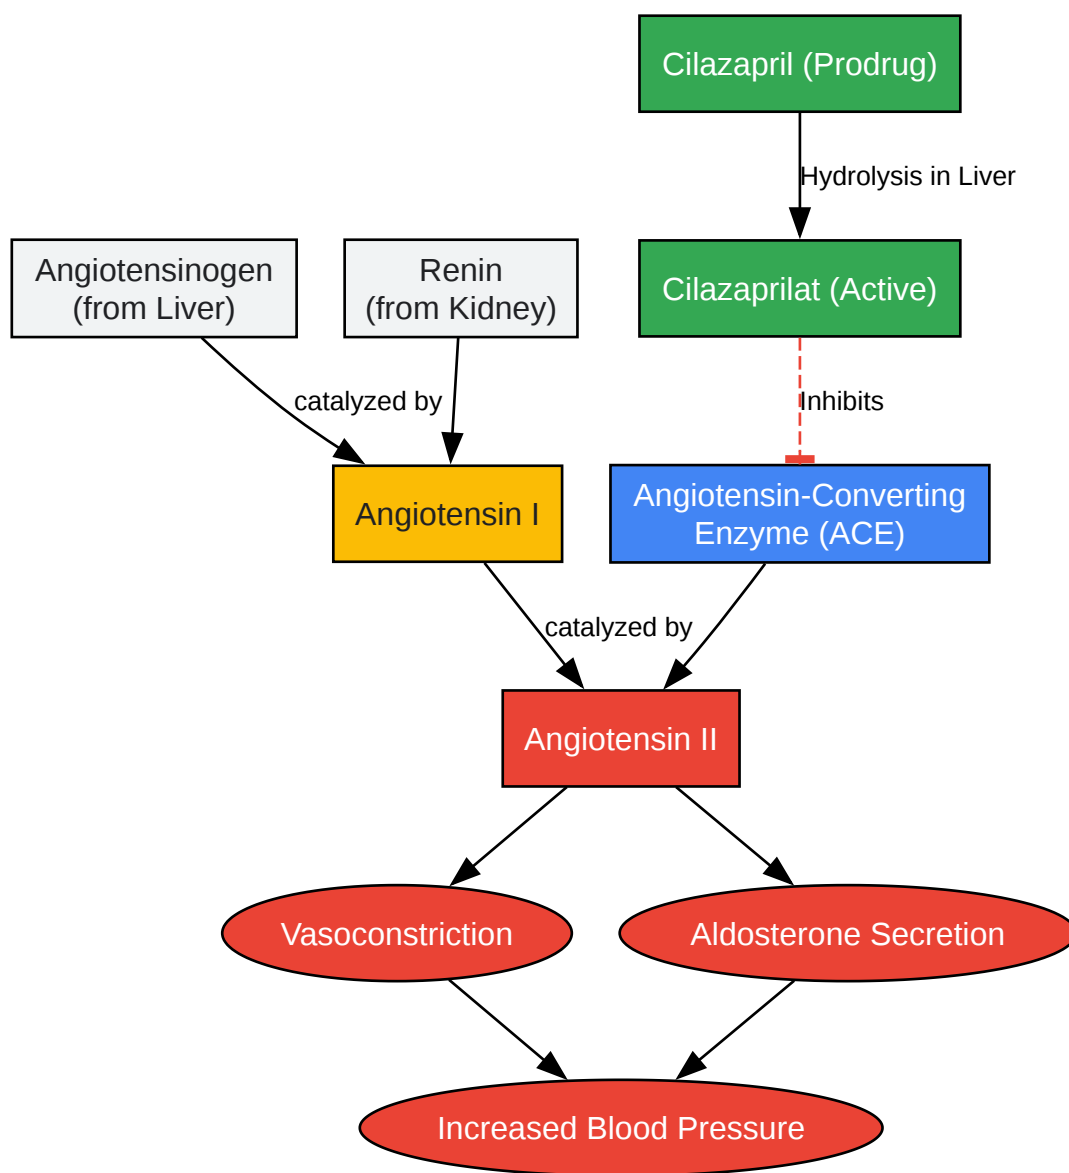 Cilazapril (Prodrug)
Hydrolysis in Liver
Angiotensinogen
(from Liver)
Renin
(from Kidney)
Cilazaprilat (Active)
catalyzed by
Inhibits
Angiotensin I
Angiotensin-Converting
Enzyme (ACE)
catalyzed by
Angiotensin II
Vasoconstriction
Aldosterone Secretion
Increased Blood Pressure